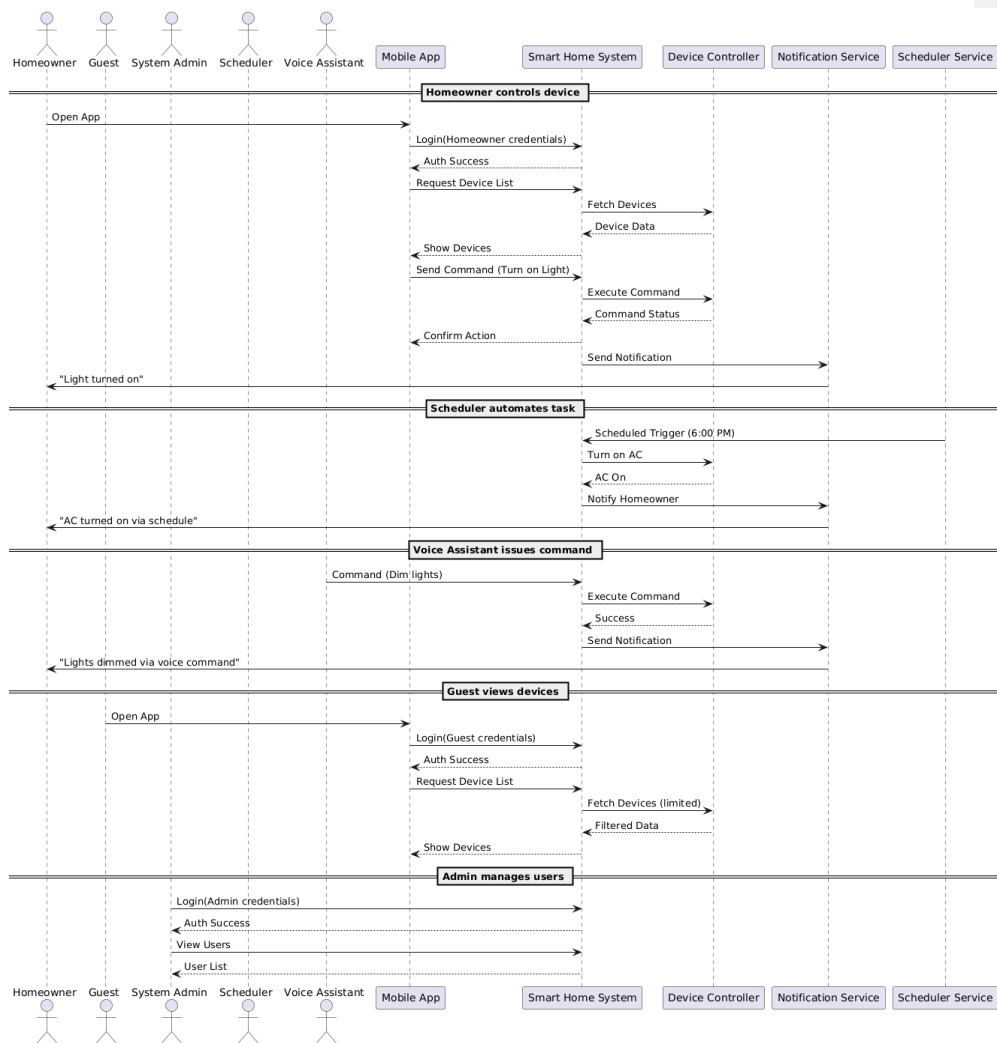 Homeowner Guest System Admin Scheduler Voice Assistant Mobile App Smart Home System Device Controller Notification Service Scheduler Service
Homeowner controls device
Open App
Login(Homeowner credentials)
Auth Success
Request Device List
Fetch Devices
Device Data
Show Devices
Send Command (Turn on Light)
Execute Command
Command Status
Confirm Action
Send Notification
"Light turned on"
Scheduler automates task
Scheduled Trigger (6:00 PM)
Turn on AC
AC On
Notify Homeowner
"AC turned on via schedule"
Voice Assistant issues command
Command (Dim lights)
Execute Command
Success
Send Notification
"Lights dimmed via voice command"
Guest views devices
Open App
Login(Guest credentials)
Auth Success
Request Device List
Fetch Devices (limited)
Filtered Data
Show Devices
Admin manages users
Login(Admin credentials)
Auth Success
View Users
User List
Homeowner Guest System Admin Scheduler Voice Assistant Mobile App Smart Home System Device Controller Notification Service Scheduler Service